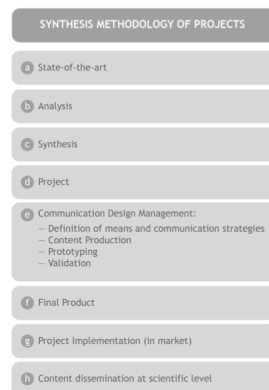 SYNTHESIS METHODOLOGY OF PROJECTS
a State-of-the-art
b Analysis
c Synthesis
d Project
e Communication Design Management:
— Definition of means and communication strategies
— Content Production
— Prototyping
— Validation
f Final Product
g Project Implementation (in market)
h Content dissemination at scientific level